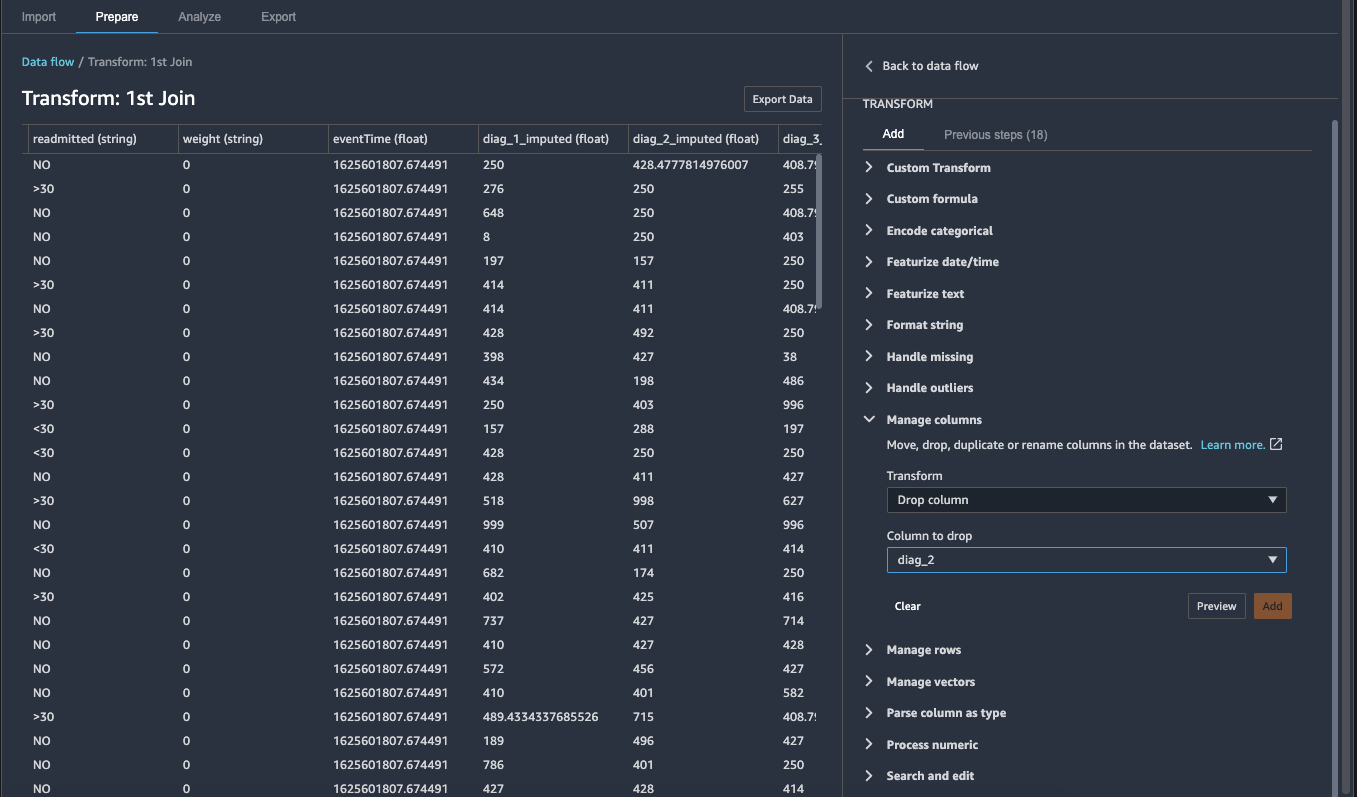 Import Prepare Analyze Export
Data flow / Transform: 1st Join
Transform: 1st Join
Export Data
readmitted (string) weight (string) eventTime (float) diag_1_imputed (float) diag_2_imputed (float) diag_3_
NO 0 1625601807.674491 250 428.4777814976007 408.79
>30 0 1625601807.674491 276 250 255
NO 0 1625601807.674491 648 250 408.79
NO 0 1625601807.674491 8 250 403
NO 0 1625601807.674491 197 157 250
>30 0 1625601807.674491 414 411 250
NO 0 1625601807.674491 414 411 408.79
>30 0 1625601807.674491 428 492 250
NO 0 1625601807.674491 398 427 38
NO 0 1625601807.674491 434 198 486
>30 0 1625601807.674491 250 403 996
<30 0 1625601807.674491 157 288 197
<30 0 1625601807.674491 428 250 250
NO 0 1625601807.674491 428 411 427
>30 0 1625601807.674491 518 998 627
NO 0 1625601807.674491 999 507 996
<30 0 1625601807.674491 410 411 414
NO 0 1625601807.674491 682 174 250
>30 0 1625601807.674491 402 425 416
NO 0 1625601807.674491 737 427 714
NO 0 1625601807.674491 410 427 428
NO 0 1625601807.674491 572 456 427
NO 0 1625601807.674491 410 401 582
>30 0 1625601807.674491 489.4334337685526 715 408.79
NO 0 1625601807.674491 189 496 427
NO 0 1625601807.674491 786 401 250
NO 0 1625601807.674491 427 428 414
Back to data flow
TRANSFORM
Add Previous steps (18)
Custom Transform
Custom formula
Encode categorical
Featurize date/time
Featurize text
Format string
Handle missing
Handle outliers
Manage columns
Move, drop, duplicate or rename columns in the dataset. Learn more.
Transform
Drop column
Column to drop
diag_2
Clear Preview Add
Manage rows
Manage vectors
Parse column as type
Process numeric
Search and edit